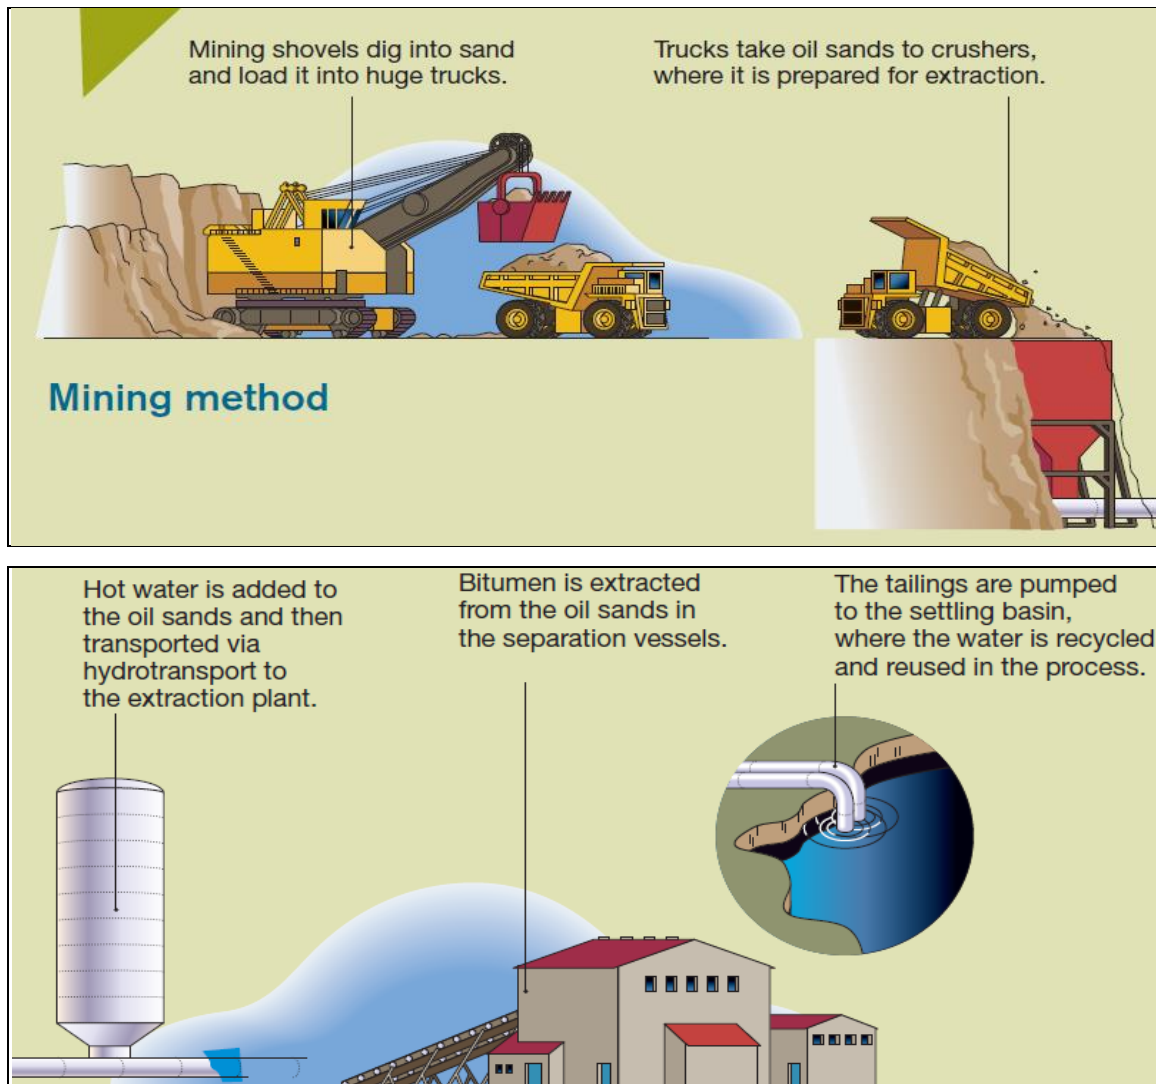 Mining shovels dig into sand
and load it into huge trucks.
Trucks take oil sands to crushers,
where it is prepared for extraction.
Mining method
Hot water is added to
the oil sands and then
transported via
hydrotransport to
the extraction plant.
Bitumen is extracted
from the oil sands in
the separation vessels.
The tailings are pumped
to the settling basin,
where the water is recycled
and reused in the process.